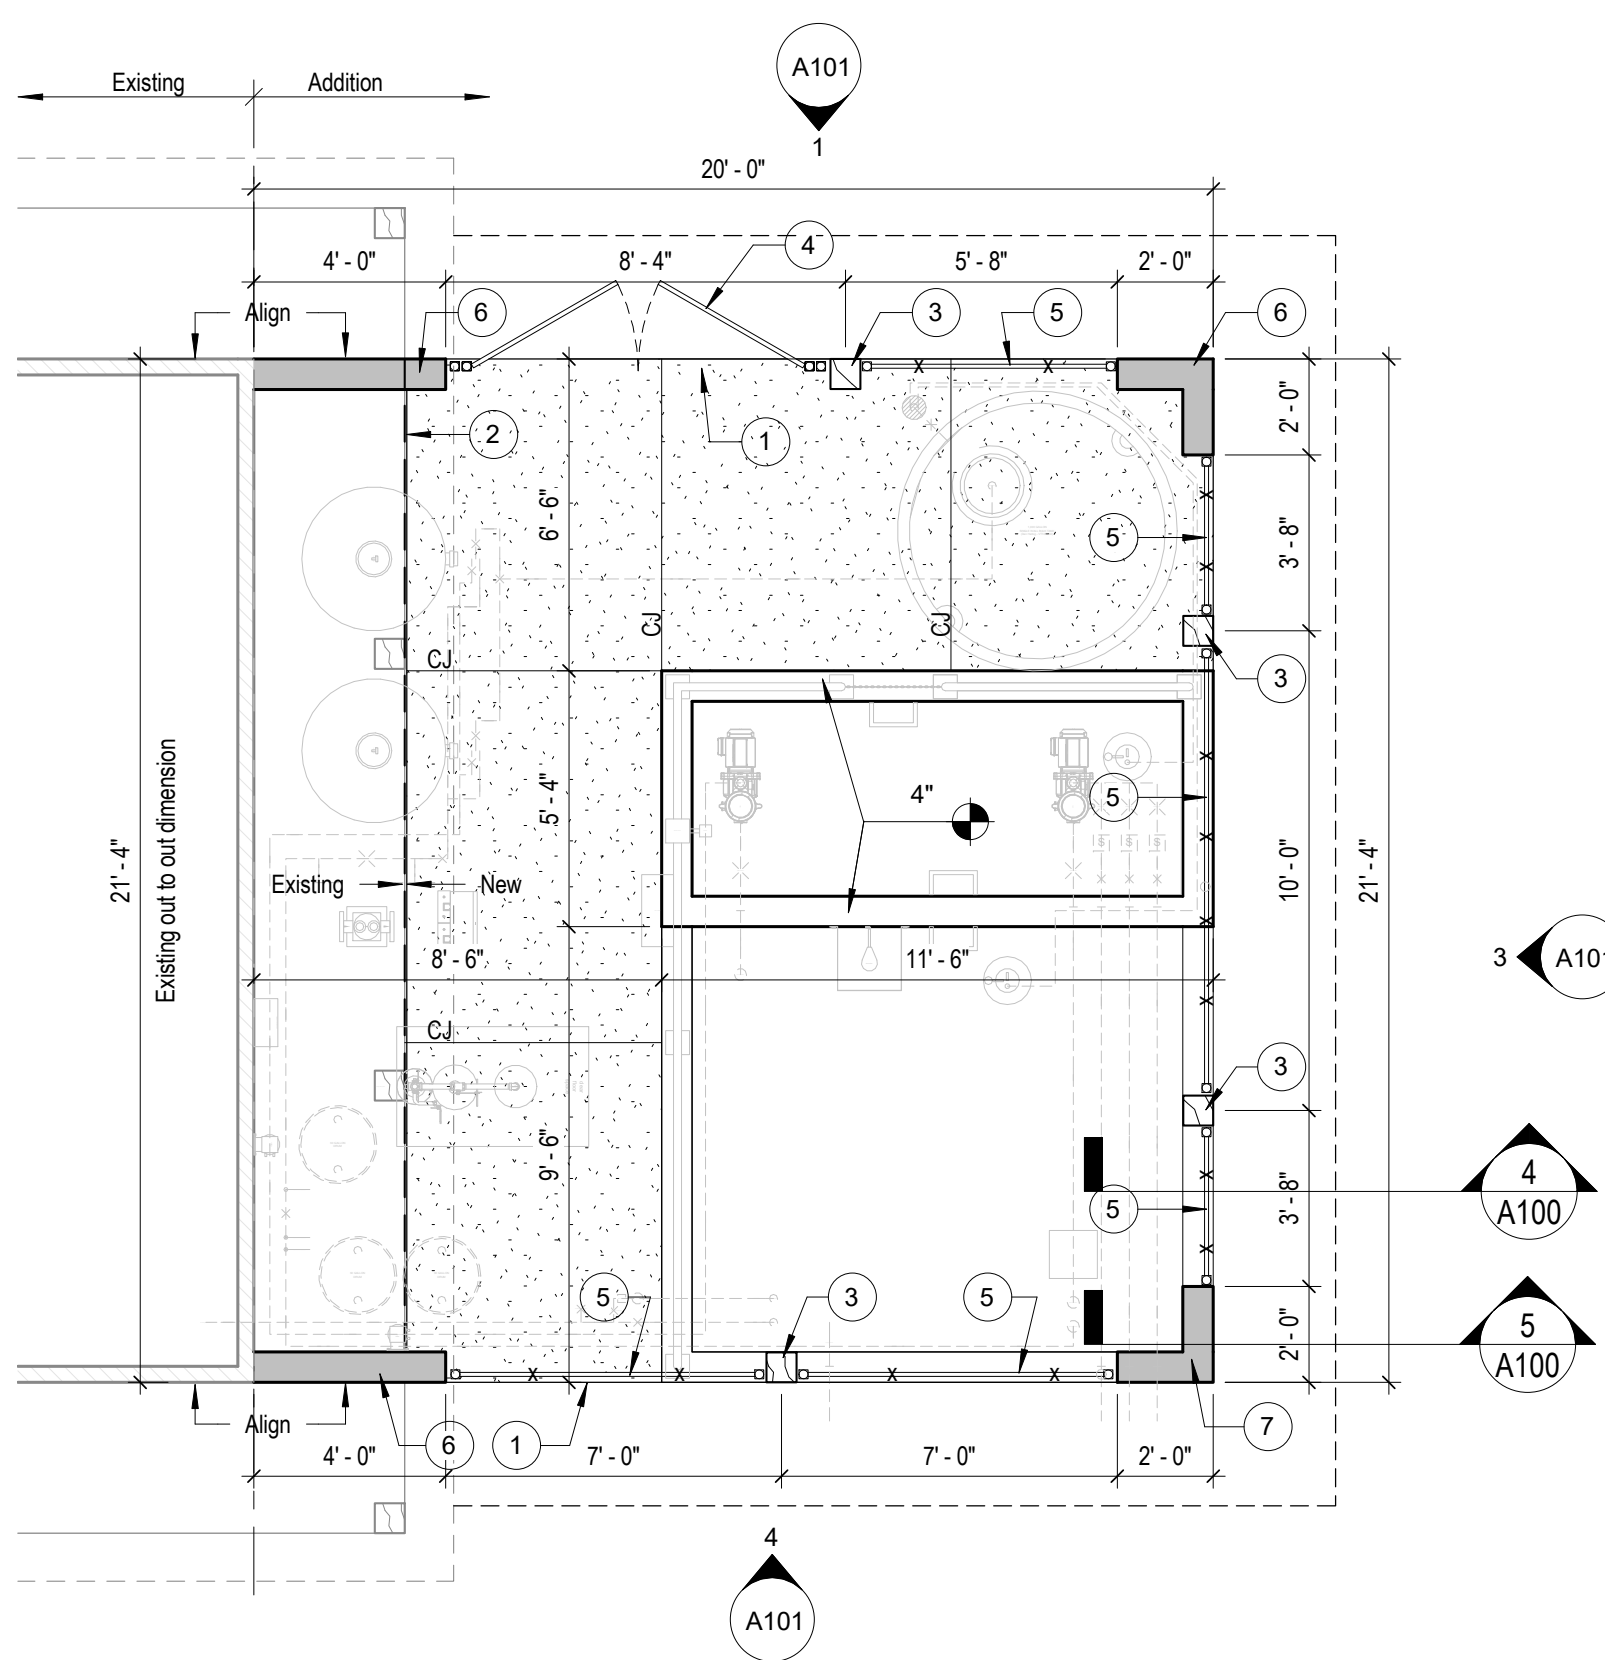 A101
1
Existing
Addition
20' - 0"
4
4' - 0"
8' - 4"
5' - 8"
2' - 0"
Align
6
3
5
6
2
1
2' - 0"
6' - 6"
5
3' - 8"
CJ
CJ
CJ
3
Existing out to out dimension
21' - 4"
5' - 4"
4"
5
10' - 0"
21' - 4"
Existing
New
S
S
S
8' - 6"
11' - 6"
3
A101
CJ
3
9' - 6"
4
A100
5
3' - 8"
5
3
5
5
A100
2' - 0"
Align
6
1
7
4' - 0"
7' - 0"
7' - 0"
2' - 0"
4
A101